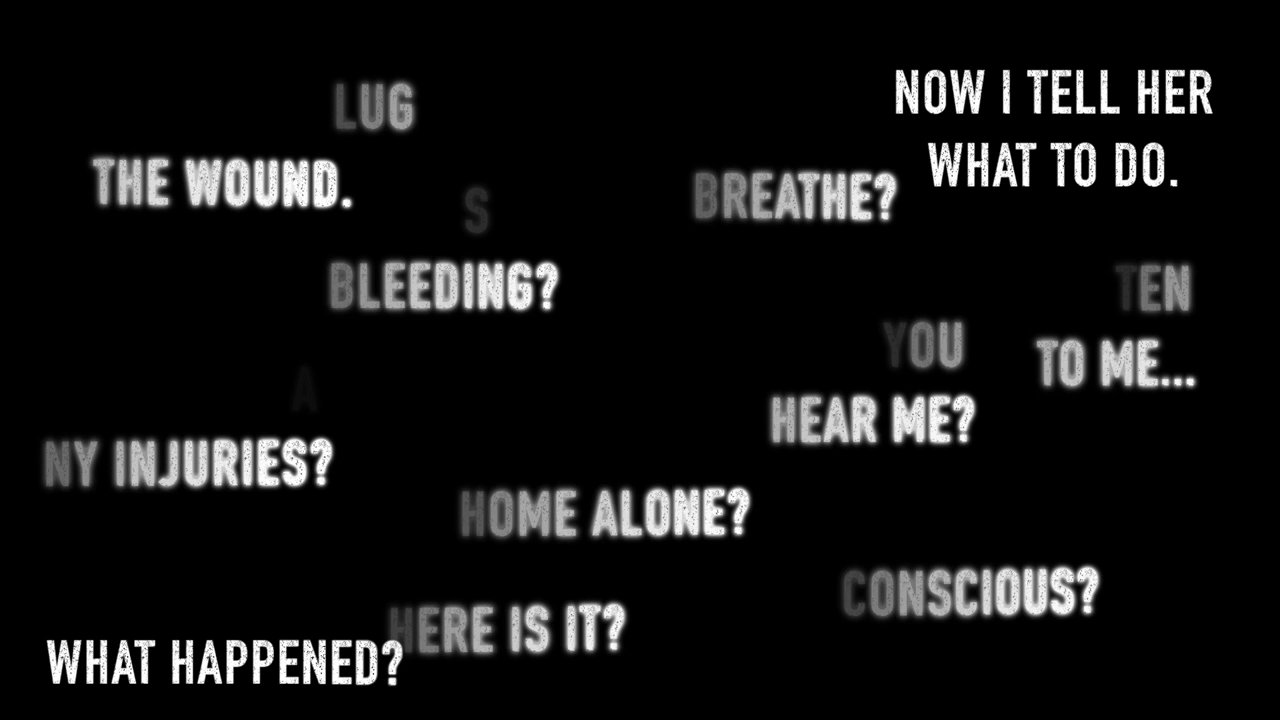 LUG
THE WOUND.
S
BLEEDING?
A
NY INJURIES?
BREATHE?
NOW I TELL HER
WHAT TO DO.
TEN
TO ME...
YOU
HEAR ME?
HOME ALONE?
CONSCIOUS?
HERE IS IT?
WHAT HAPPENED?